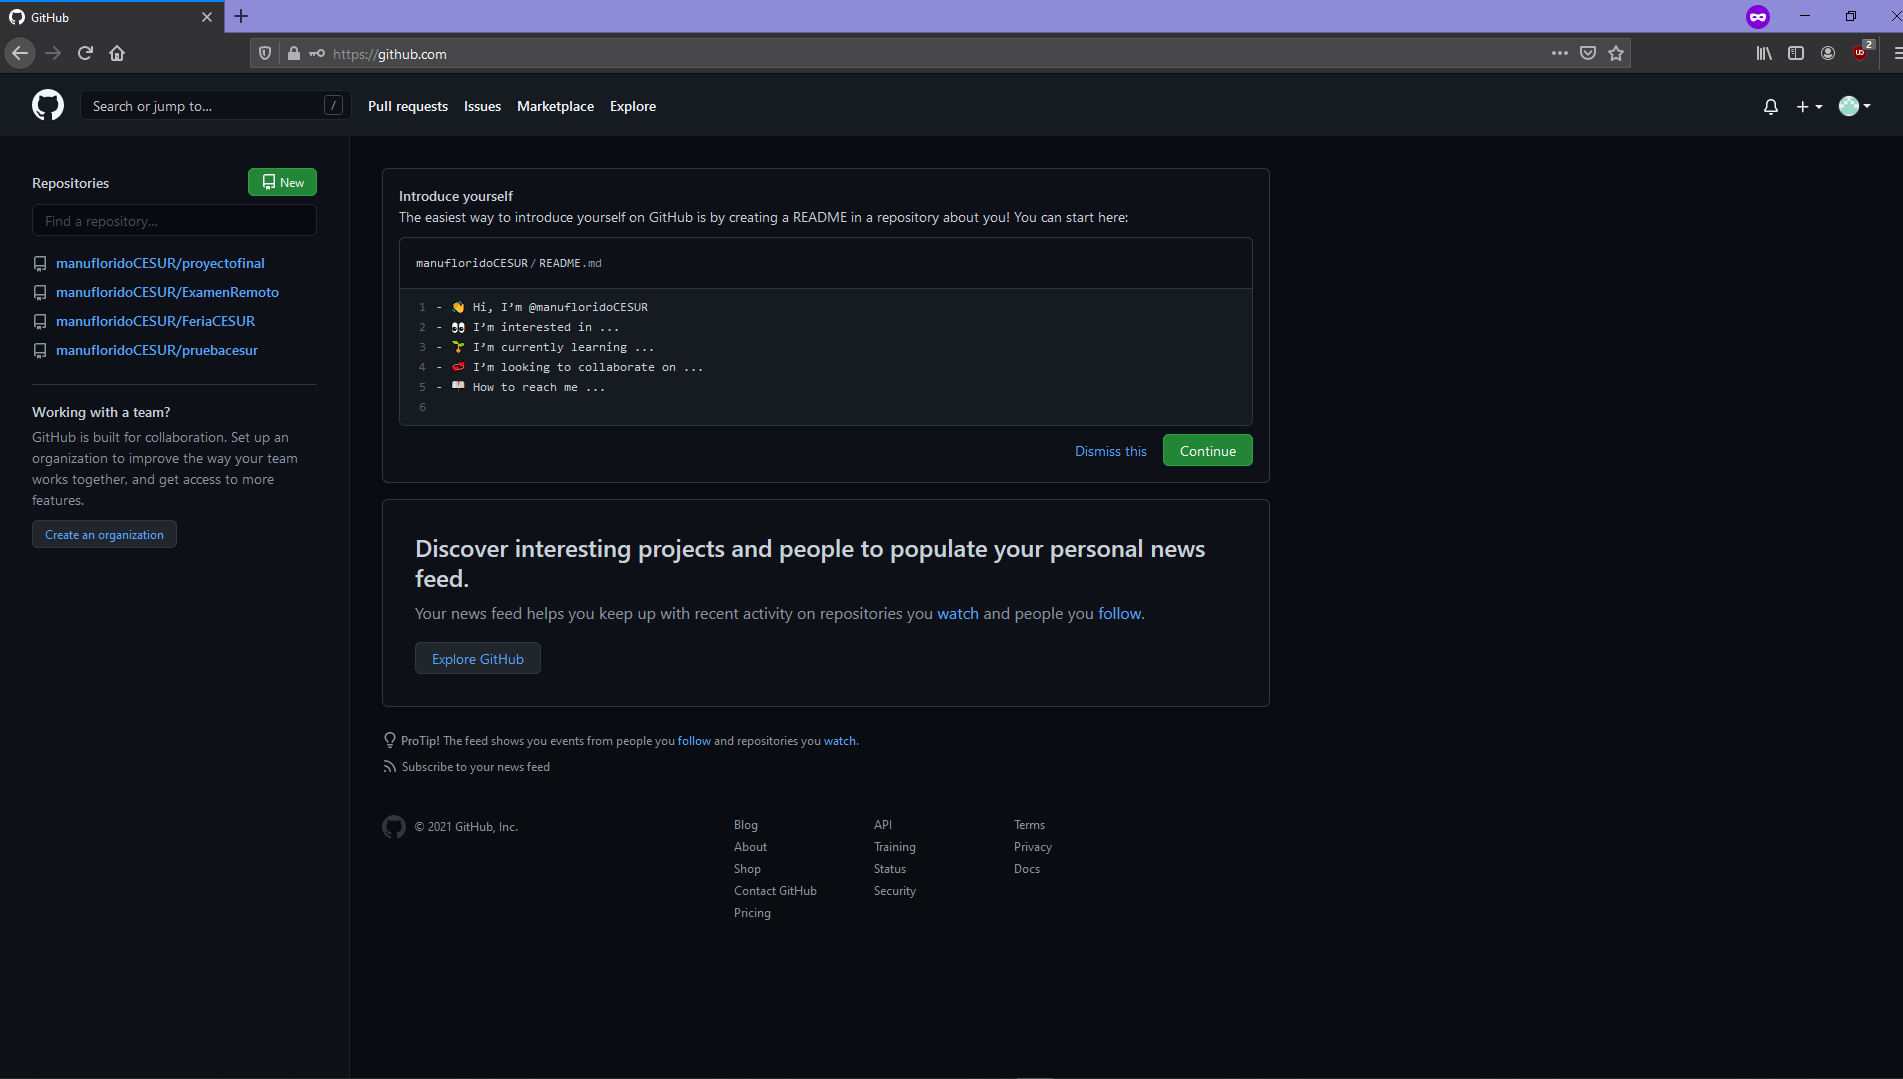 GitHub
https://github.com
2
Search or jump to...
/
Pull requests
Issues
Marketplace
Explore
Repositories
New
Find a repository...
manufloridoCESUR/proyectofinal
manufloridoCESUR/ExamenRemoto
manufloridoCESUR/FeriaCESUR
manufloridoCESUR/pruebacesur
Working with a team?
GitHub is built for collaboration. Set up an
organization to improve the way your team
works together, and get access to more
features.
Create an organization
Introduce yourself
The easiest way to introduce yourself on GitHub is by creating a README in a repository about you! You can start here:
manufloridoCESUR / README.md
1 - 👋 Hi, I’m @manufloridoCESUR
2 - 👀 I’m interested in ...
3 - 🌱 I’m currently learning ...
4 - 💞️ I’m looking to collaborate on ...
5 - 📫 How to reach me ...
6
Dismiss this
Continue
Discover interesting projects and people to populate your personal news
feed.
Your news feed helps you keep up with recent activity on repositories you watch and people you follow.
Explore GitHub
ProTip! The feed shows you events from people you follow and repositories you watch.
Subscribe to your news feed
© 2021 GitHub, Inc.
Blog
About
Shop
Contact GitHub
Pricing
API
Training
Status
Security
Terms
Privacy
Docs